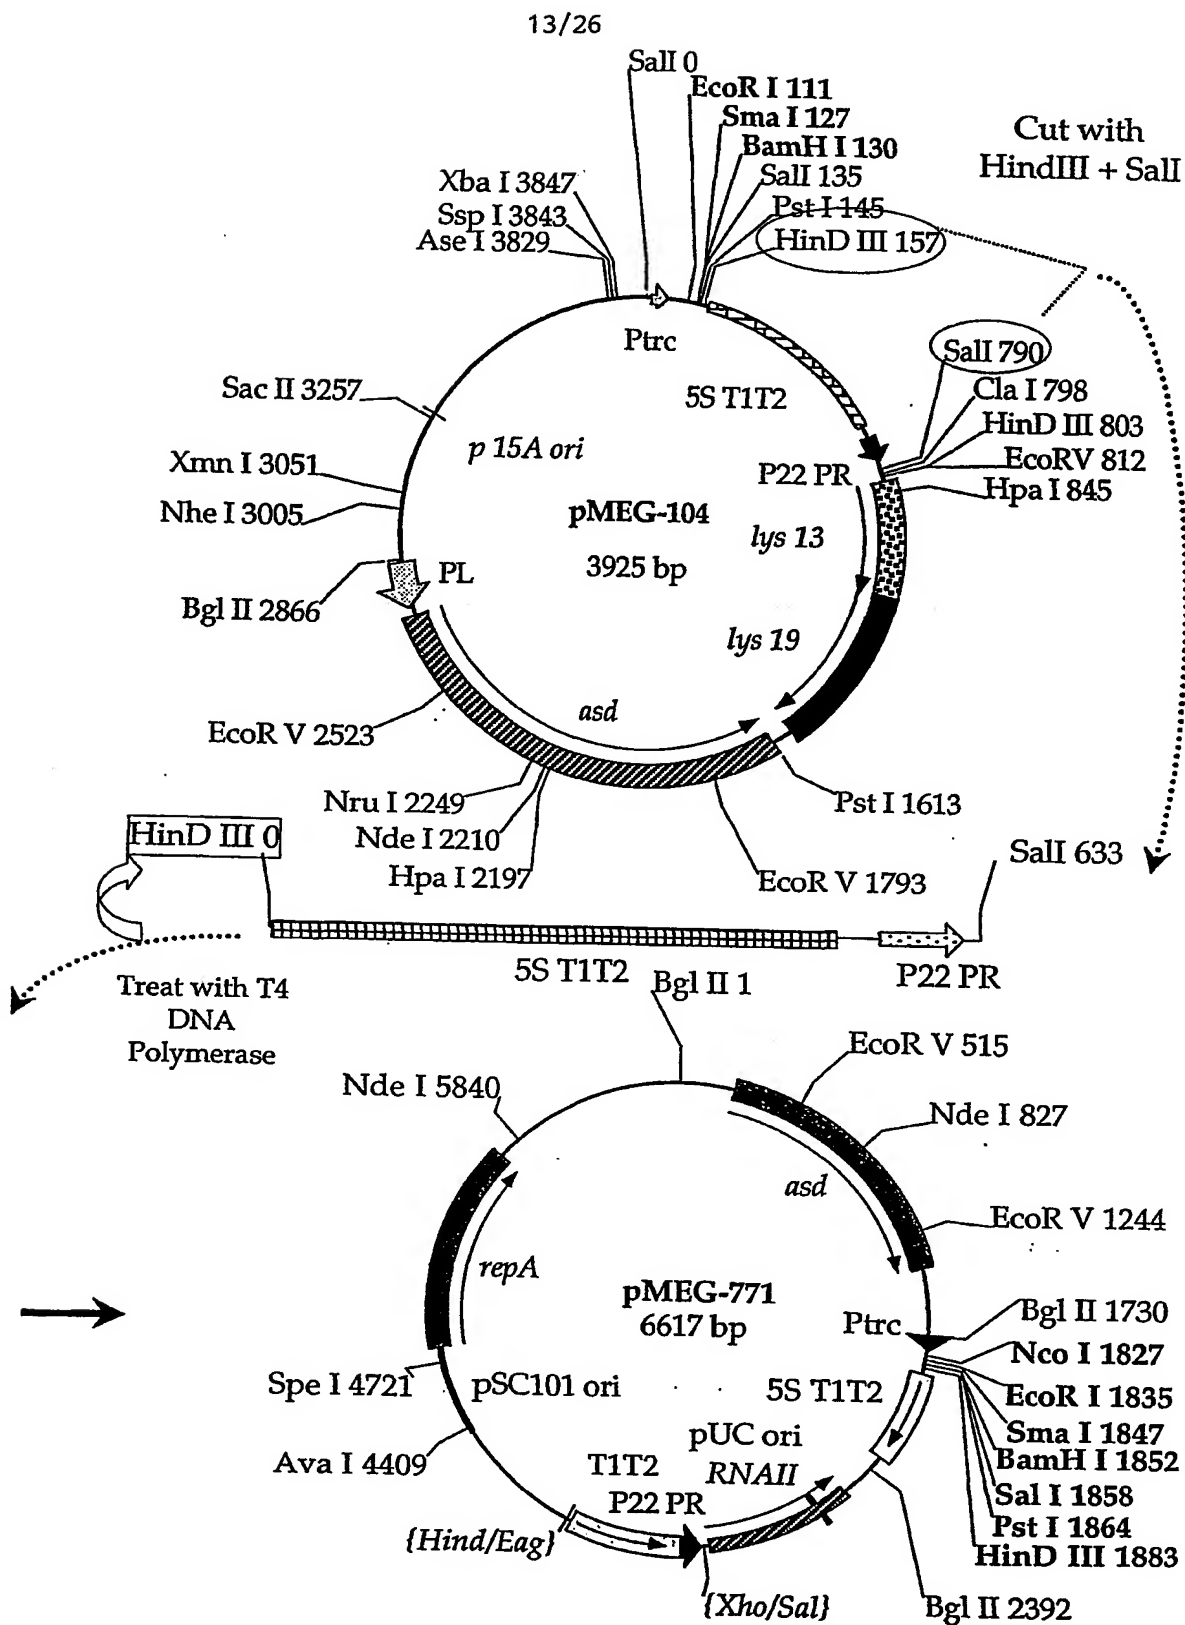 13/26
SalI 0
EcoR I 111
Sma I 127
BamH I 130
SalI 135
Pst I 145
HinD III 157
Cut with
HindIII + SalI
Xba I 3847
Ssp I 3843
Ase I 3829
Ptrc
5S T1T2
SalI 790
Cla I 798
HinD III 803
EcoRV 812
Hpa I 845
Sac II 3257
p 15A ori
P22 PR
Xmn I 3051
Nhe I 3005
pMEG-104
3925 bp
lys 13
PL
Bgl II 2866
lys 19
asd
EcoR V 2523
Nru I 2249
Nde I 2210
Hpa I 2197
Pst I 1613
EcoR V 1793
HinD III 0
SalI 633
5S T1T2
P22 PR
Treat with T4
DNA
Polymerase
Bgl II 1
EcoR V 515
Nde I 5840
Nde I 827
asd
EcoR V 1244
repA
pMEG-771
6617 bp
Ptrc
Bgl II 1730
Nco I 1827
EcoR I 1835
Sma I 1847
BamH I 1852
Sal I 1858
Pst I 1864
HinD III 1883
Spe I 4721
pSC101 ori
5S T1T2
Ava I 4409
pUC ori
RNAII
T1T2
P22 PR
{Hind/Eag}
{Xho/Sal}
Bgl II 2392